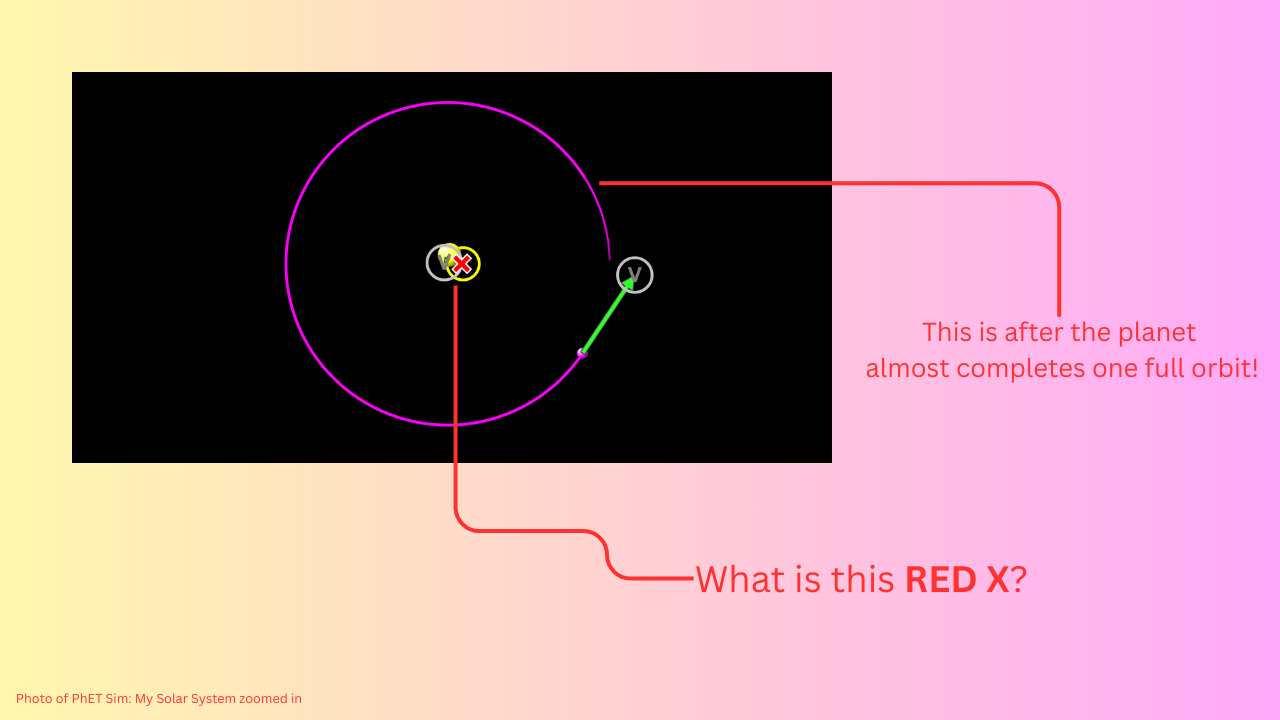 V
V
This is after the planet
almost completes one full orbit!
What is this RED X?
Photo of PhET Sim: My Solar System zoomed in